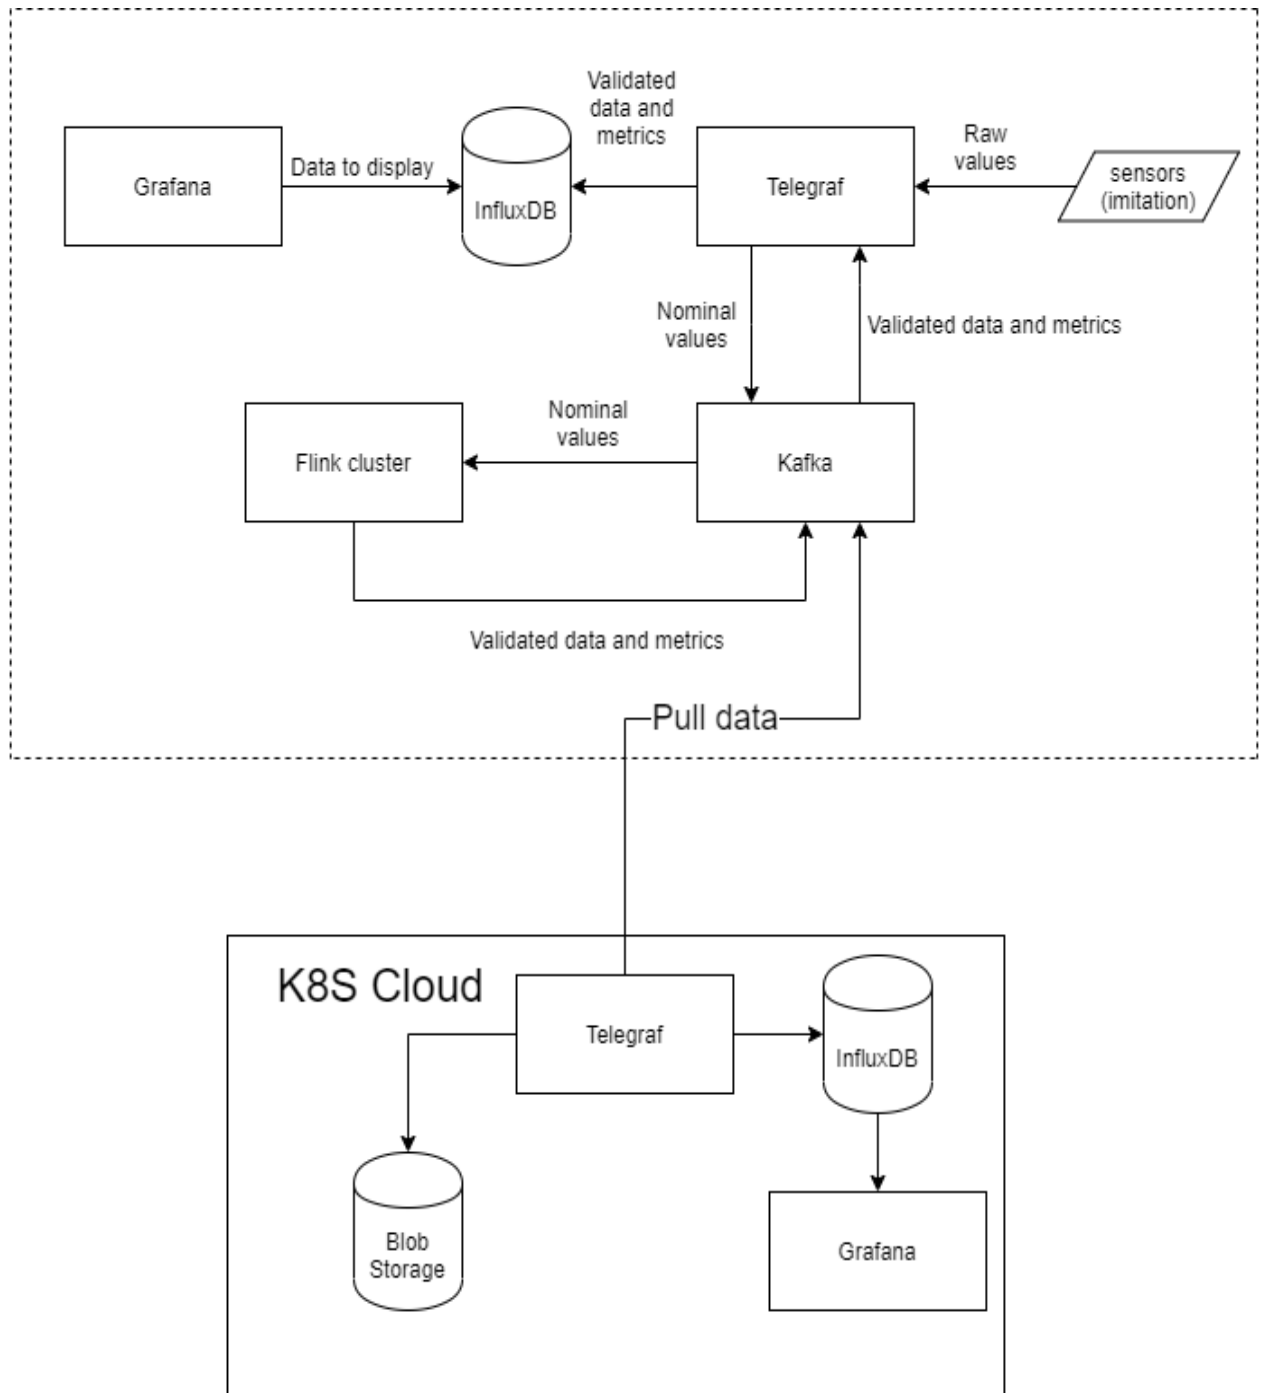 Validated
data and
metrics
Grafana
Data to display
InfluxDB
Telegraf
Raw
values
sensors
(imitation)
Nominal
values
Validated data and metrics
Flink cluster
Nominal
values
Kafka
Validated data and metrics
Pull data
K8S Cloud
Telegraf
InfluxDB
Blob
Storage
Grafana